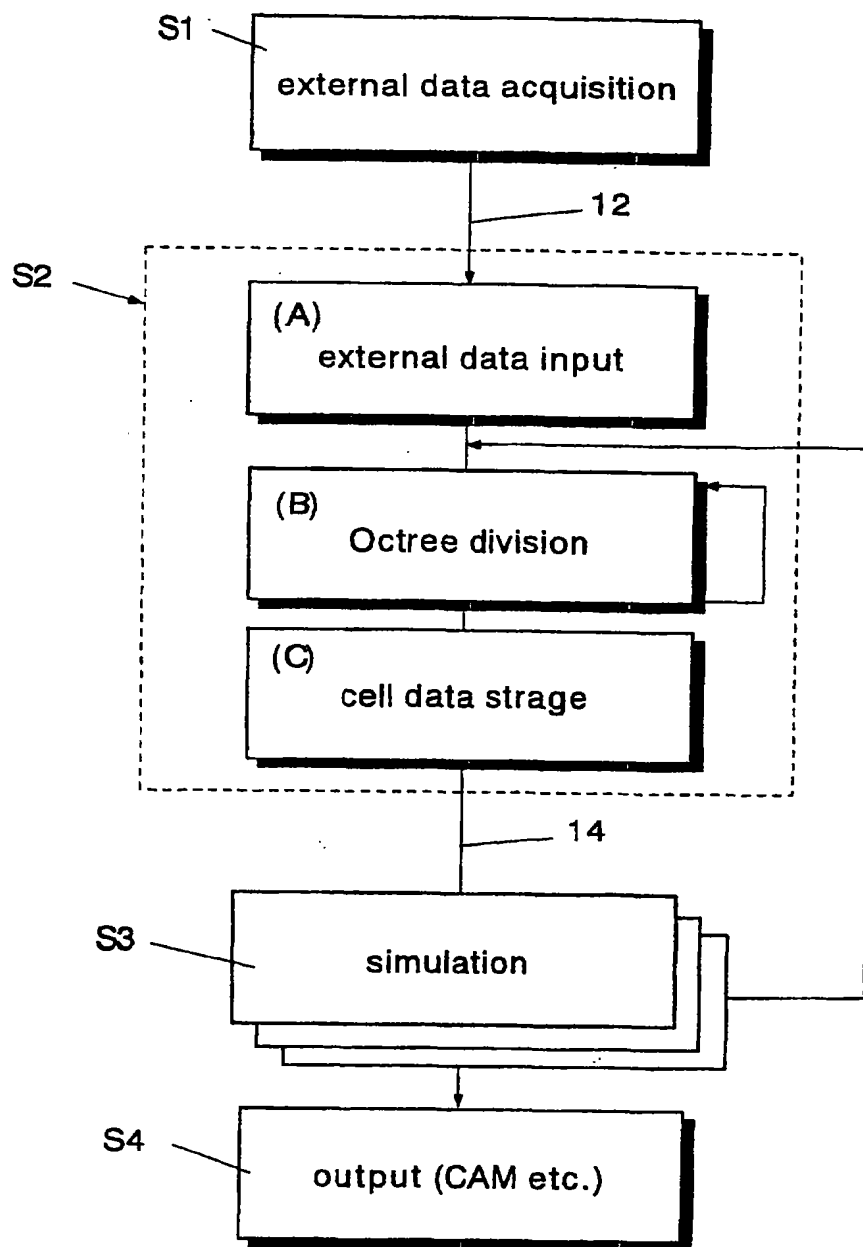 S1
external data acquisition
12
S2
(A)
external data input
(B)
Octree division
(C)
cell data strage
14
S3
simulation
S4
output (CAM etc.)